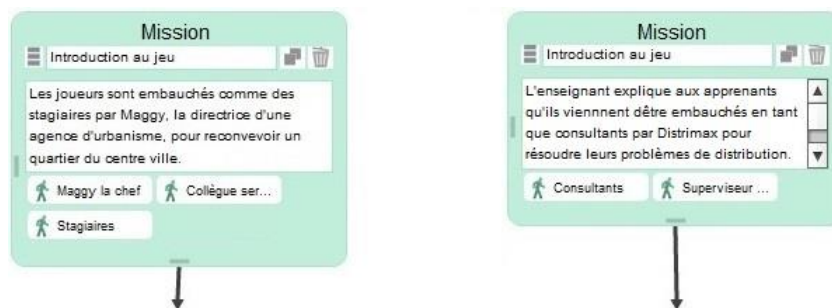 Mission
Introduction au jeu
Les joueurs sont embauchés comme des
stagiaires par Maggy, la directrice d'une
agence d'urbanisme, pour reconvevoir un
quartier du centre ville.
Maggy la chef
Collègue ser...
Stagiaires
Mission
Introduction au jeu
L'enseignant explique aux apprenants
qu'ils viennnent dêtre embauchés en tant
que consultants par Distrimax pour
résoudre leurs problèmes de distribution.
Consultants
Superviseur ...